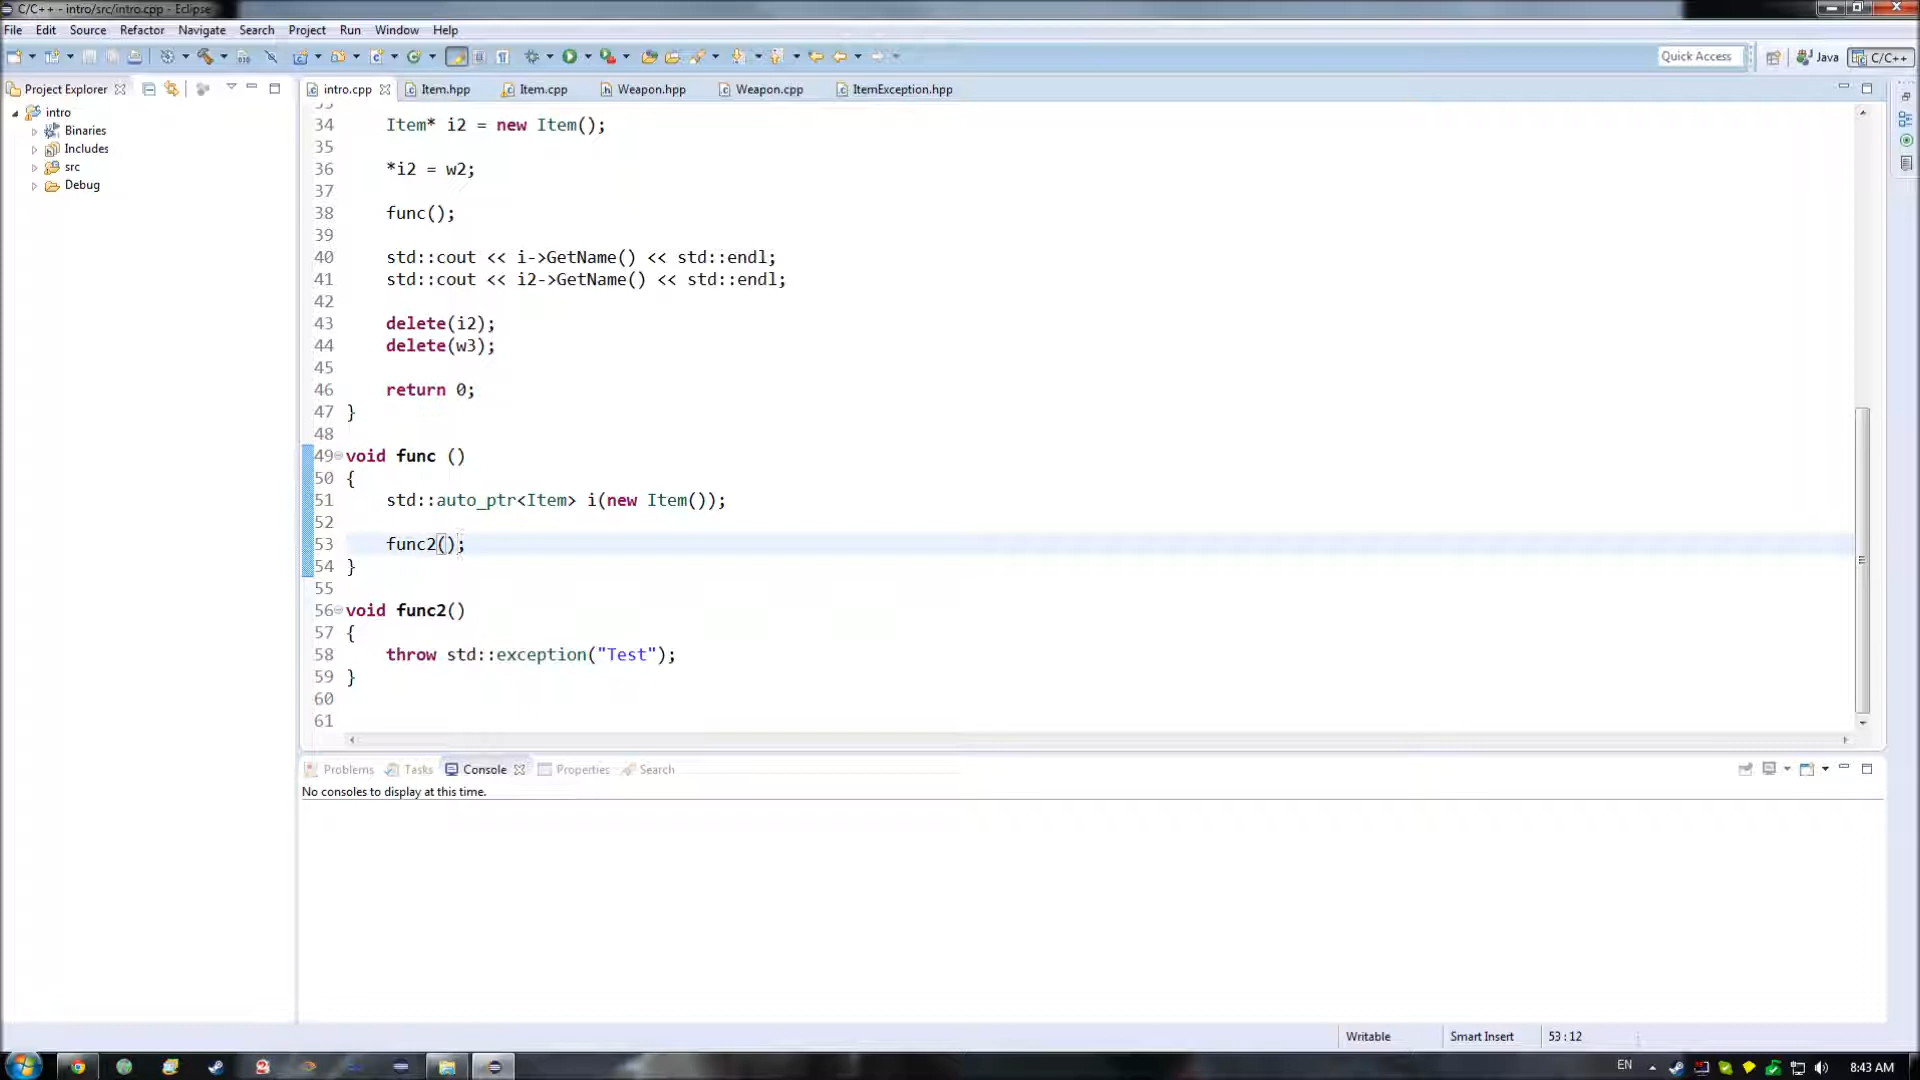 C/C++ - intro/src/intro.cpp - Eclipse
File Edit Source Refactor Navigate Search Project Run Window Help
Quick Access Java C/C++
Project Explorer
intro
Binaries
Includes
src
Debug
intro.cpp Item.hpp Item.cpp Weapon.hpp Weapon.cpp ItemException.hpp
34 Item* i2 = new Item();
35
36 *i2 = w2;
37
38 func();
39
40 std::cout << i->GetName() << std::endl;
41 std::cout << i2->GetName() << std::endl;
42
43 delete(i2);
44 delete(w3);
45
46 return 0;
47 }
48
49 void func ()
50 {
51 std::auto_ptr<Item> i(new Item());
52
53 func2();
54 }
55
56 void func2()
57 {
58 throw std::exception("Test");
59 }
60
61
Problems Tasks Console Properties Search
No consoles to display at this time.
Writable Smart Insert 53 : 12
EN 8:43 AM